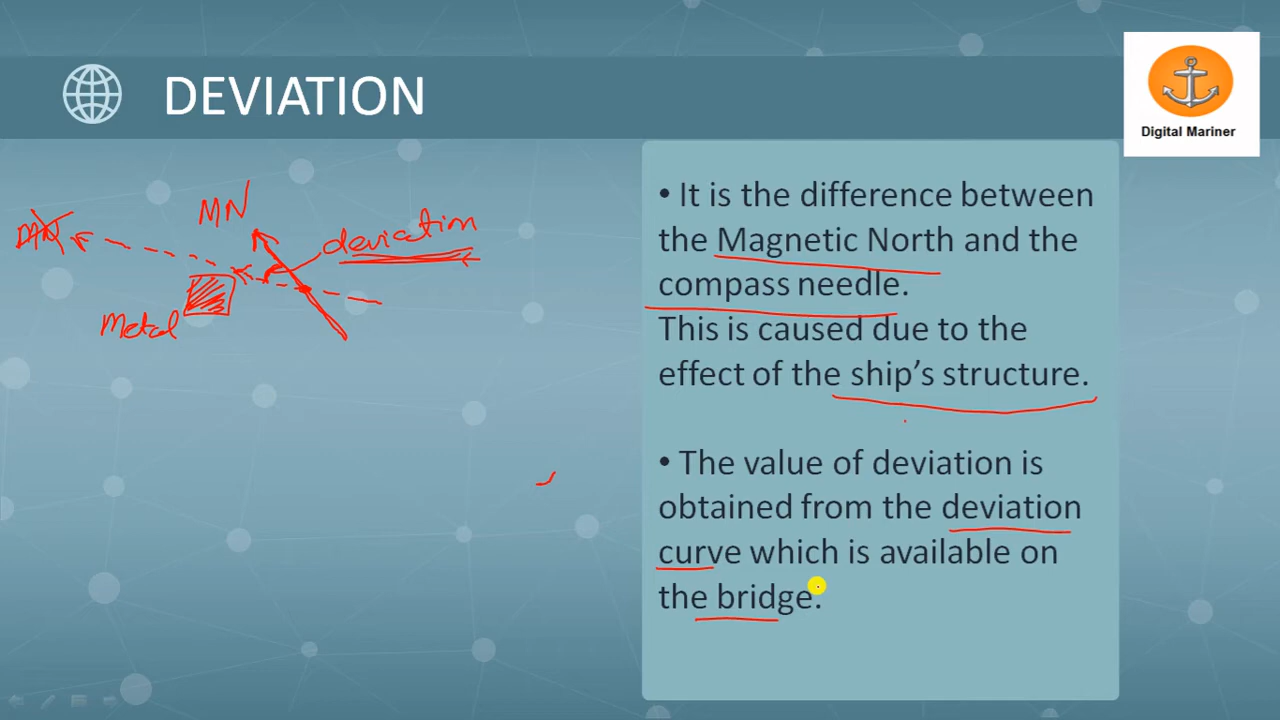 DEVIATION
Digital Mariner
MN
MN
deviation
Metal
• It is the difference between
the Magnetic North and the
compass needle.
This is caused due to the
effect of the ship’s structure.
• The value of deviation is
obtained from the deviation
curve which is available on
the bridge.